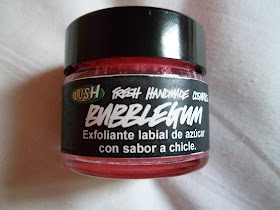 LUSH FRESH HANDMADE COSMETICS
BUBBLEGUM
Exfoliante labial de azúcar
con sabor a chicle.